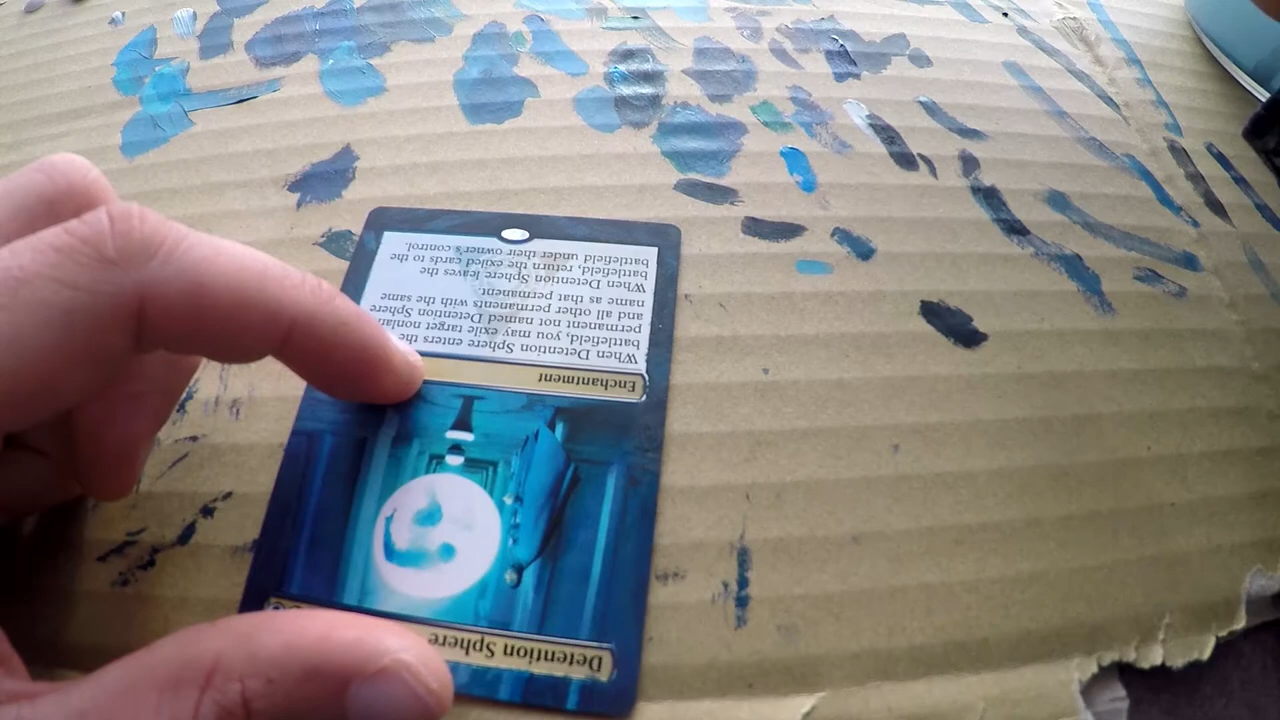 Detention Sphere
Enchantment
When Detention Sphere enters the
battlefield, you may exile target
permanent not named Detention Sphere
and all other permanents with the same
name as that permanent.
When Detention Sphere leaves the
battlefield, return the exiled cards to the
battlefield under their owner's control.